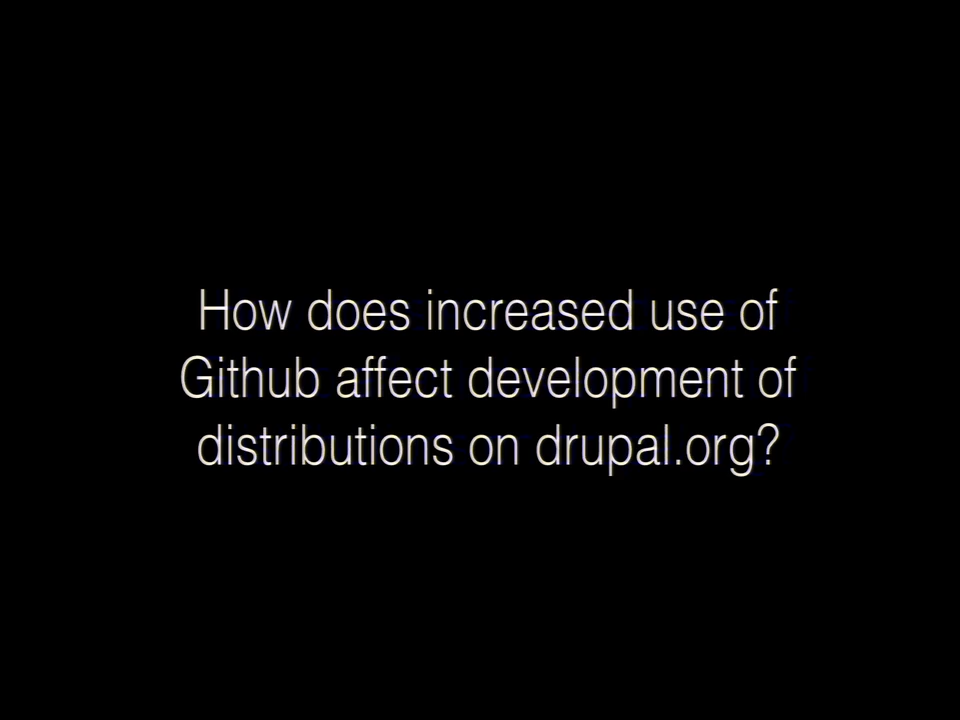 How does increased use of
Github affect development of
distributions on drupal.org?